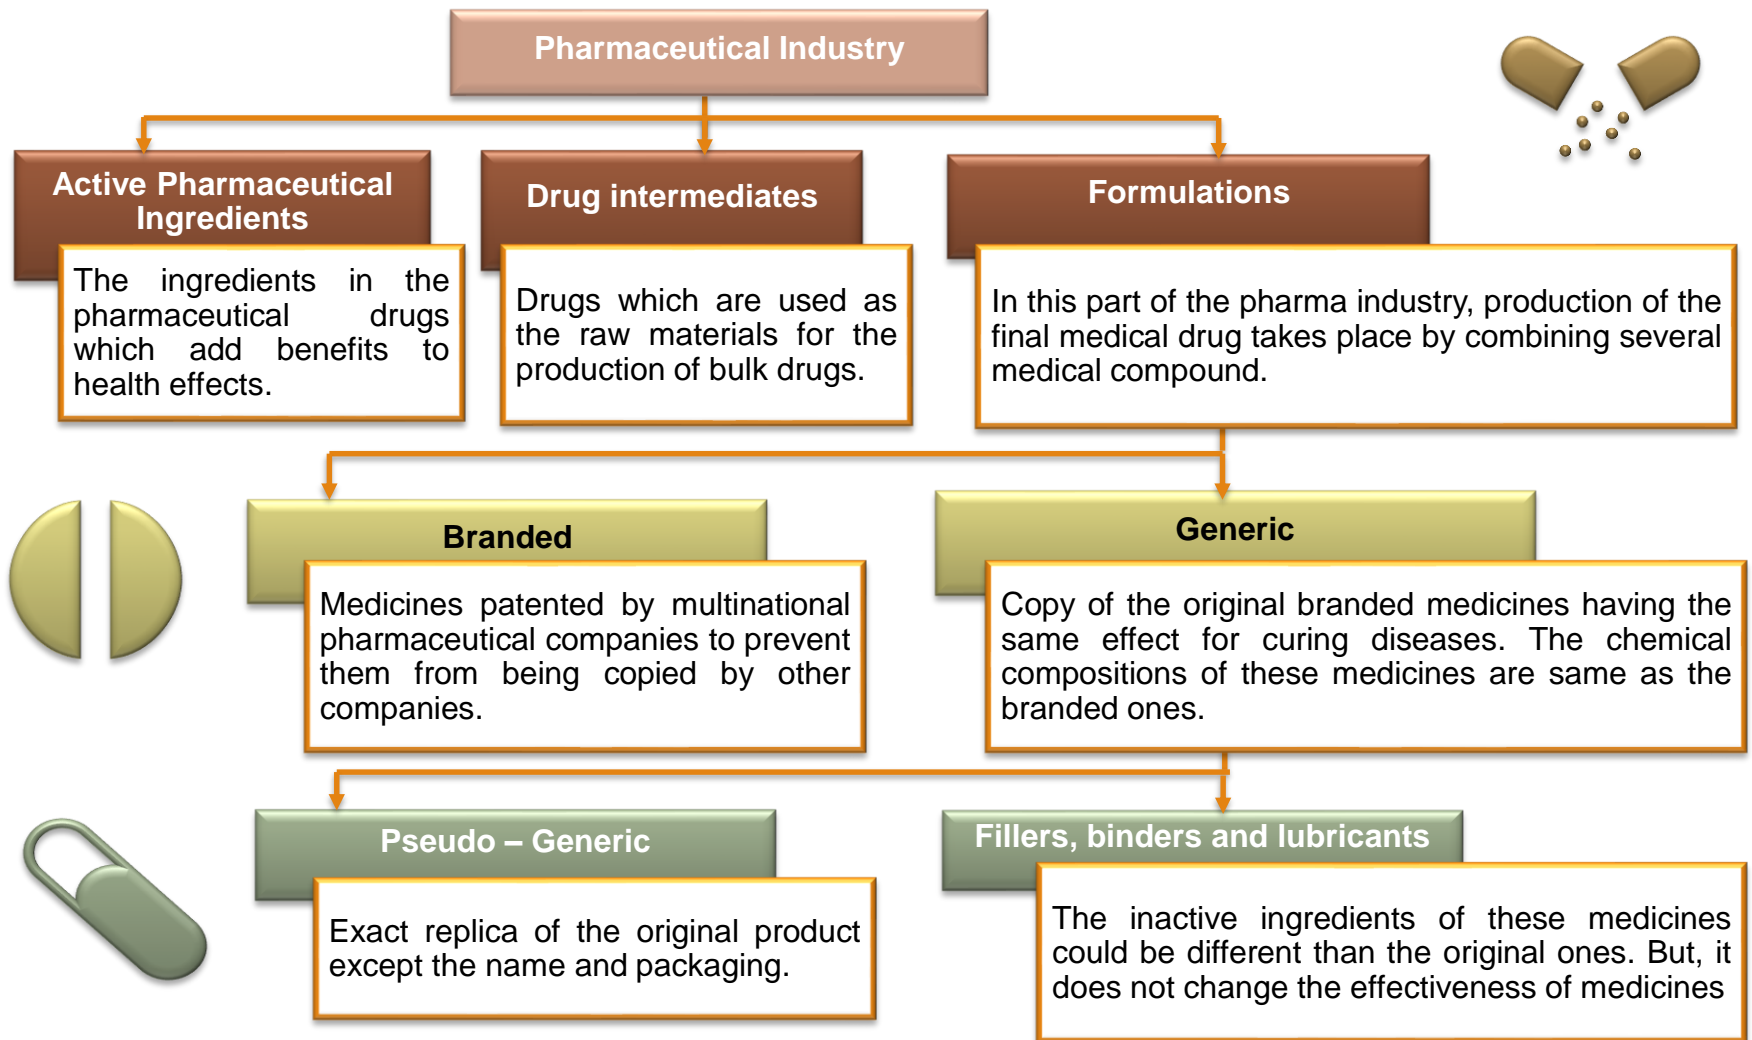 Pharmaceutical Industry
Active Pharmaceutical
Ingredients
The ingredients in the
pharmaceutical drugs
which add benefits to
health effects.
Drug intermediates
Drugs which are used as
the raw materials for the
production of bulk drugs.
Formulations
In this part of the pharma industry, production of the
final medical drug takes place by combining several
medical compound.
Branded
Medicines patented by multinational
pharmaceutical companies to prevent
them from being copied by other
companies.
Generic
Copy of the original branded medicines having the
same effect for curing diseases. The chemical
compositions of these medicines are same as the
branded ones.
Pseudo – Generic
Exact replica of the original product
except the name and packaging.
Fillers, binders and lubricants
The inactive ingredients of these medicines
could be different than the original ones. But, it
does not change the effectiveness of medicines